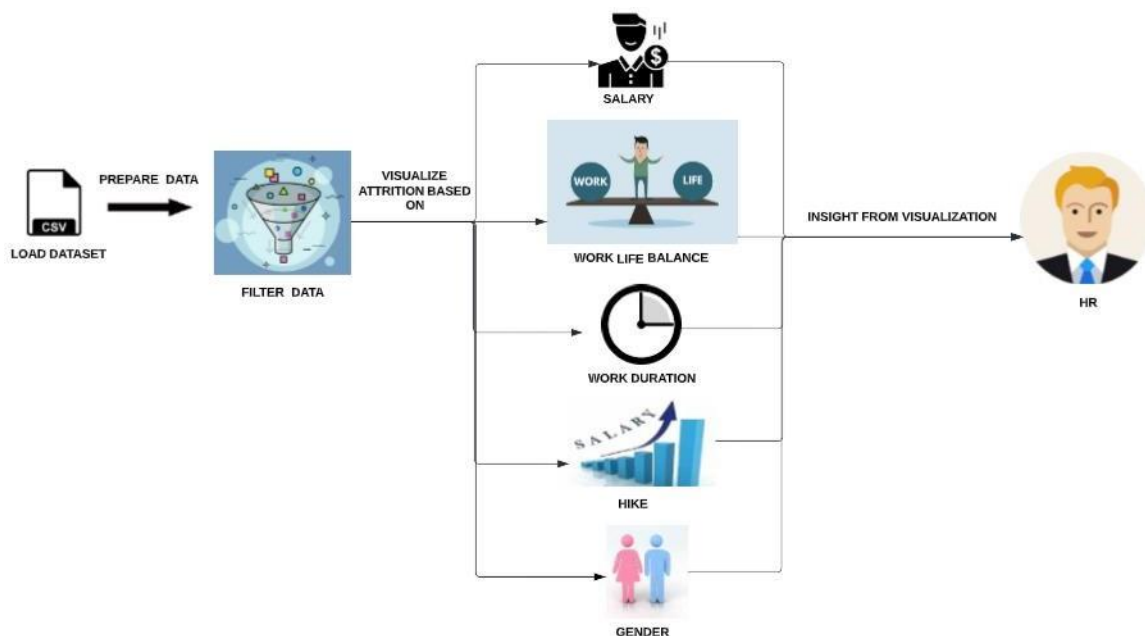 $
SALARY
PREPARE DATA
CSV
LOAD DATASET
FILTER DATA
VISUALIZE
ATTRITION BASED
ON
WORK
LIFE
WORK LIFE BALANCE
WORK DURATION
SALARY
HIKE
GENDER
INSIGHT FROM VISUALIZATION
HR